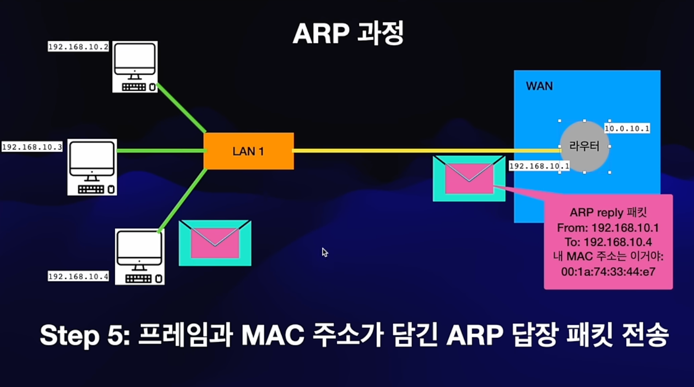 ARP 과정
192.168.10.2
WAN
10.0.10.1
라우터
192.168.10.3
LAN 1
192.168.10.1
ARP reply 패킷
From: 192.168.10.1
To: 192.168.10.4
내 MAC 주소는 이거야:
00:1a:74:33:44:e7
192.168.10.4
Step 5: 프레임과 MAC 주소가 담긴 ARP 답장 패킷 전송